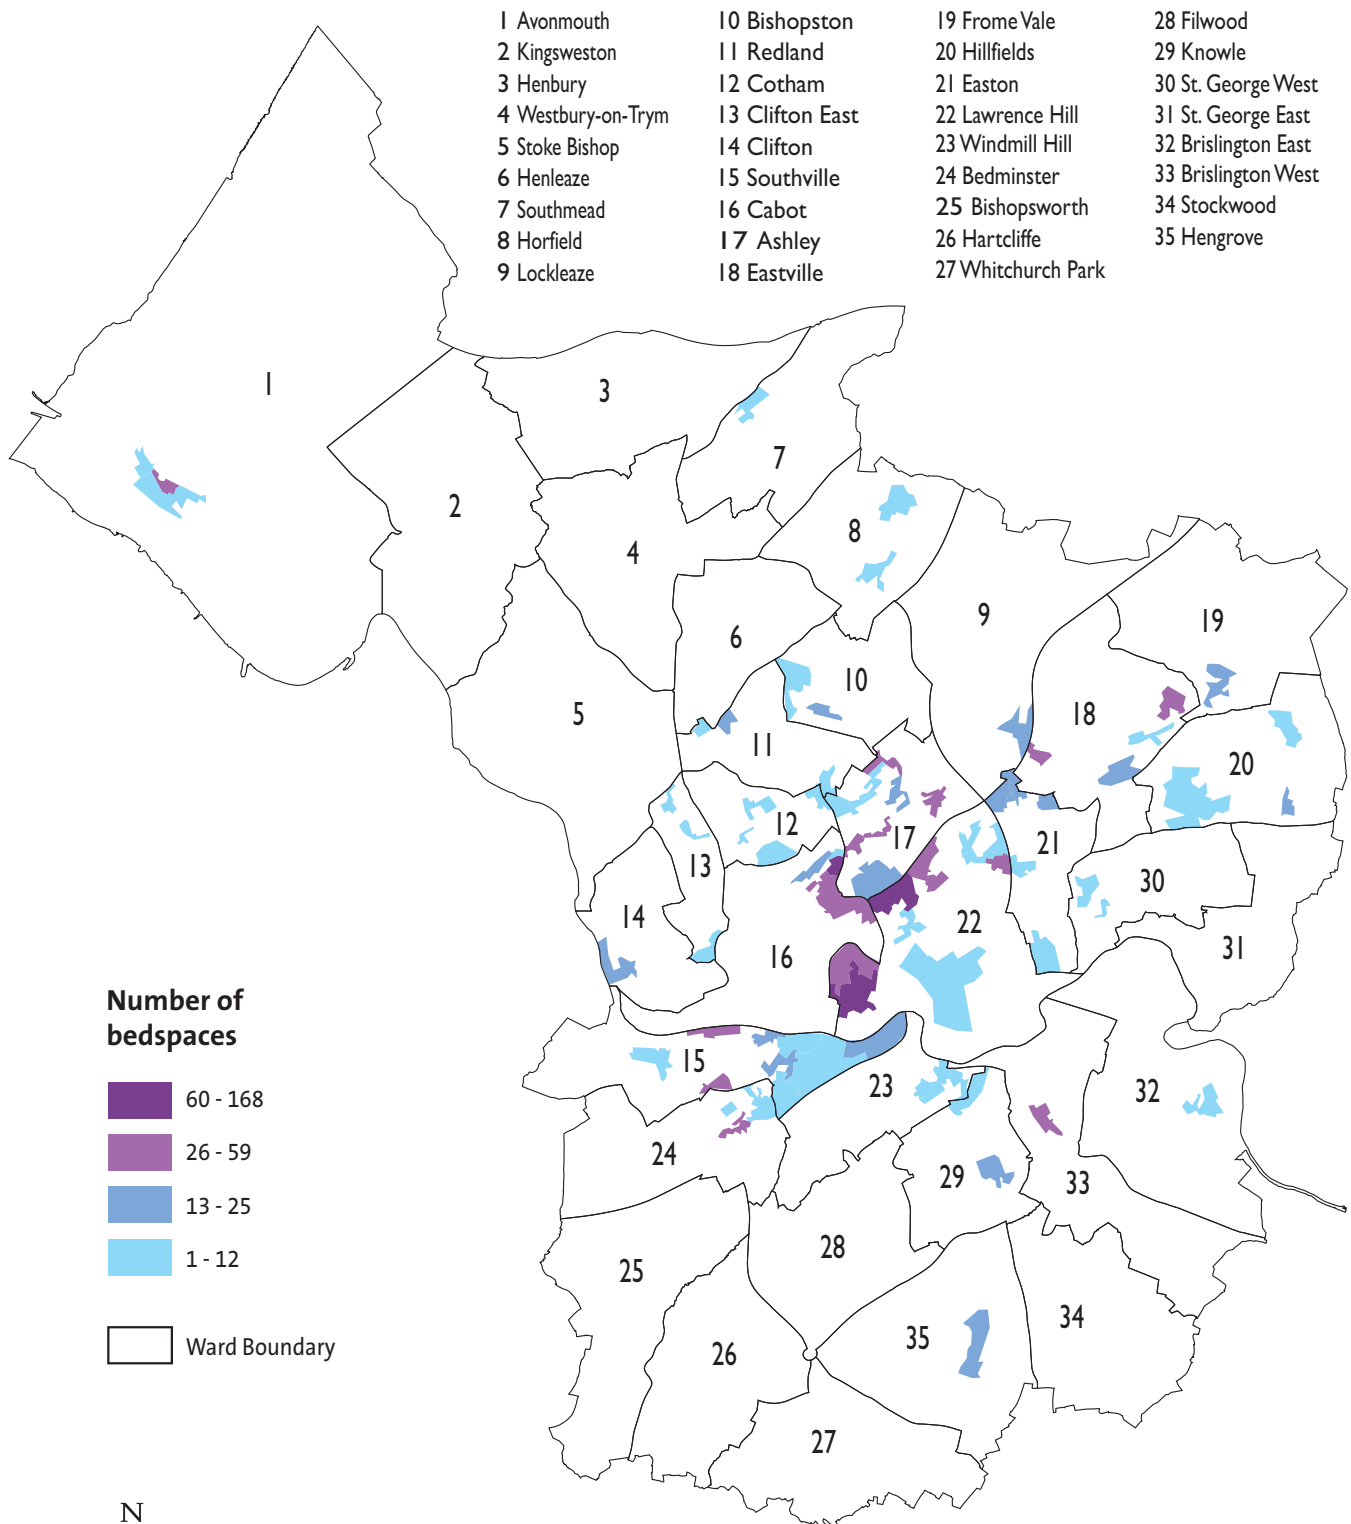 1 Avonmouth
2 Kingsweston
3 Henbury
4 Westbury-on-Trym
5 Stoke Bishop
6 Henleaze
7 Southmead
8 Horfield
9 Lockleaze
10 Bishopston
11 Redland
12 Cotham
13 Clifton East
14 Clifton
15 Southville
16 Cabot
17 Ashley
18 Eastville
19 Frome Vale
20 Hillfields
21 Easton
22 Lawrence Hill
23 Windmill Hill
24 Bedminster
25 Bishopsworth
26 Hartcliffe
27 Whitchurch Park
28 Filwood
29 Knowle
30 St. George West
31 St. George East
32 Brislington East
33 Brislington West
34 Stockwood
35 Hengrove
1
3
7
2
8
4
9
19
6
10
5
18
11
20
12
17
21
13
30
14
22
16
31
15
23
32
24
29
33
28
25
34
35
26
27
Number of
bedspaces
60 - 168
26 - 59
13 - 25
1 - 12
Ward Boundary
N